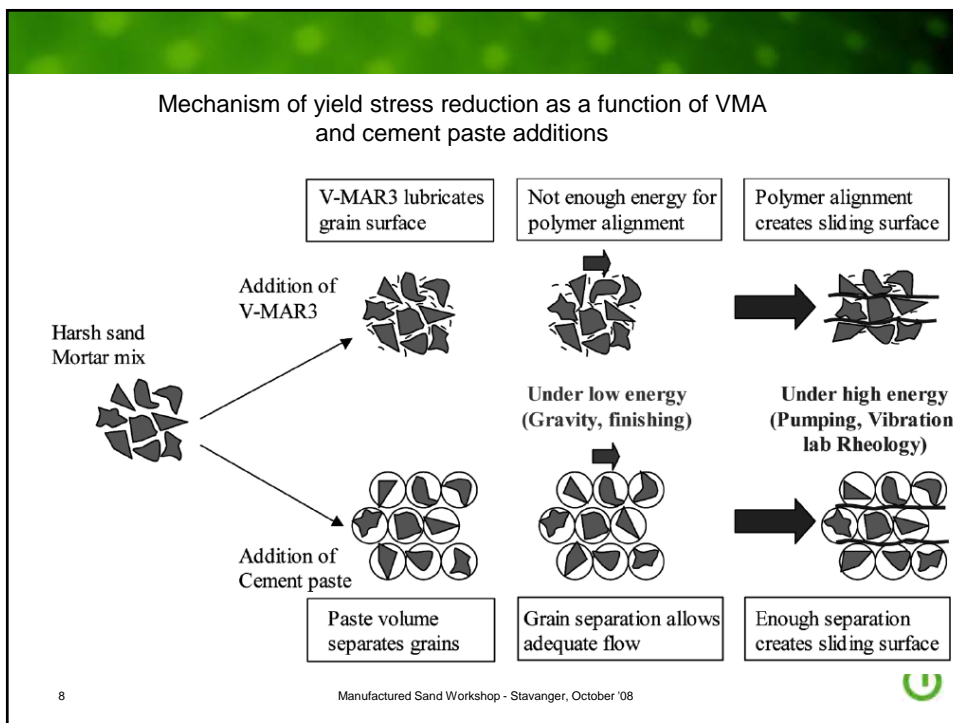 Mechanism of yield stress reduction as a function of VMA
and cement paste additions
V-MAR3 lubricates
grain surface
Not enough energy for
polymer alignment
Polymer alignment
creates sliding surface
Addition of
V-MAR3
Harsh sand
Mortar mix
Under low energy
(Gravity, finishing)
Under high energy
(Pumping, Vibration
lab Rheology)
Addition of
Cement paste
Paste volume
separates grains
Grain separation allows
adequate flow
Enough separation
creates sliding surface
8
Manufactured Sand Workshop - Stavanger, October '08